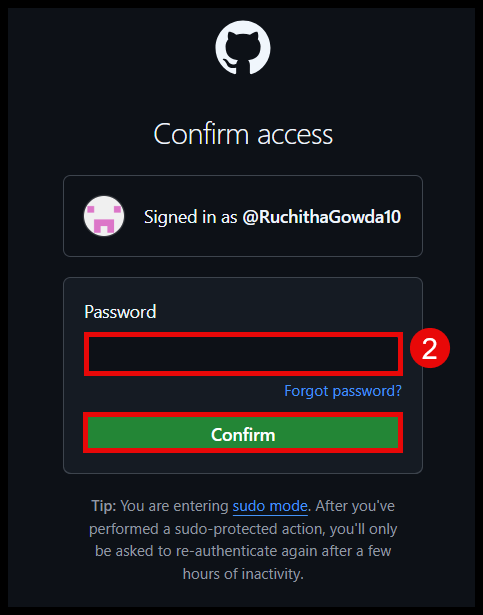 Confirm access
Signed in as @RuchithaGowda10
Password
2
Forgot password?
Confirm
Tip: You are entering sudo mode. After you've
performed a sudo-protected action, you'll only
be asked to re-authenticate again after a few
hours of inactivity.